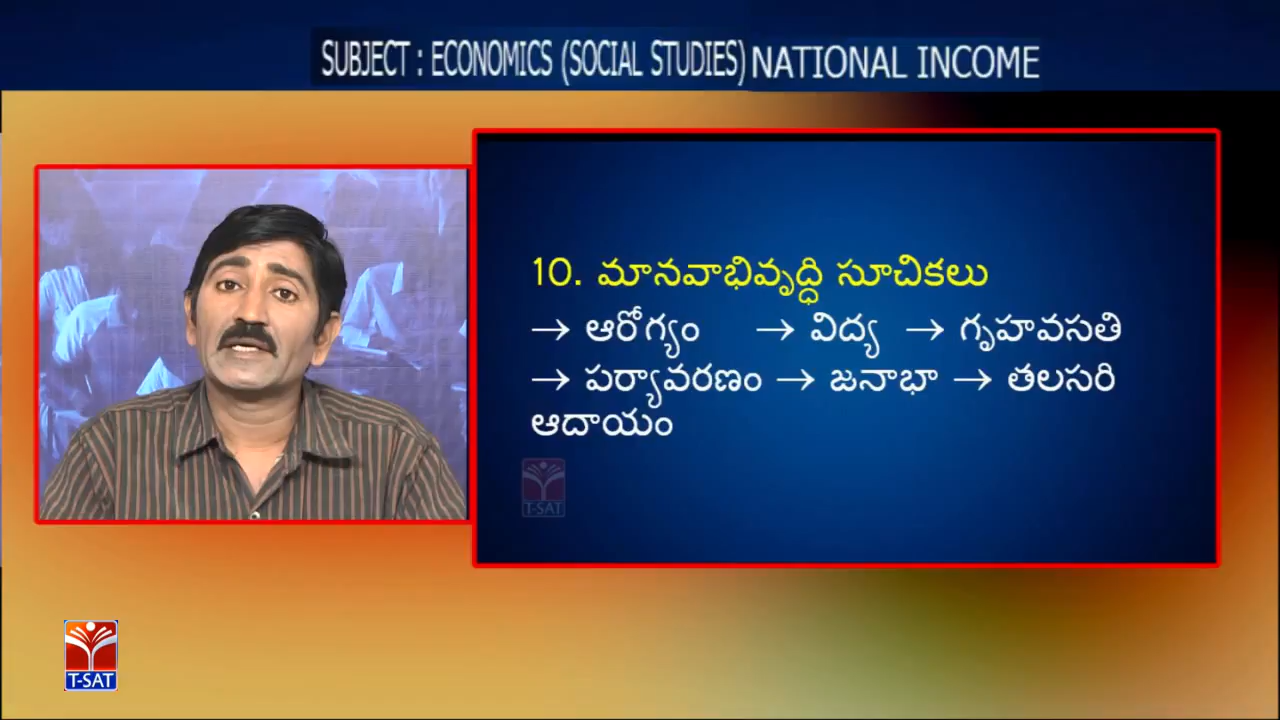 SUBJECT : ECONOMICS (SOCIAL STUDIES) NATIONAL INCOME
10. మానవాభివృద్ధి సూచికలు
→ ఆరోగ్యం → విద్య → గృహవసతి
→ పర్యావరణం → జనాభా → తలసరి
ఆదాయం
T-SAT
T-SAT